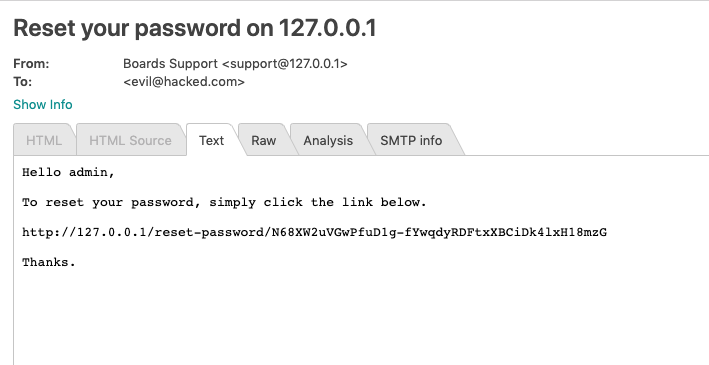 Reset your password on 127.0.0.1
From: Boards Support <support@127.0.0.1>
To: <evil@hacked.com>
Show Info
HTML HTML Source Text Raw Analysis SMTP info
Hello admin,
To reset your password, simply click the link below.
http://127.0.0.1/reset-password/N68XW2uVGwPfuD1g-fYwqdyRDFtxXBCiDk4lxH18mzG
Thanks.